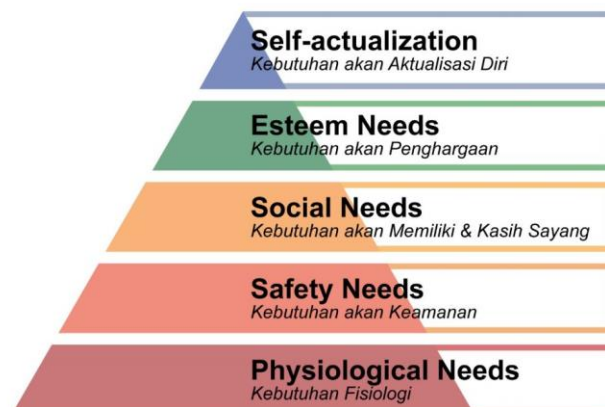 Self-actualization
Kebutuhan akan Aktualisasi Diri
Esteem Needs
Kebutuhan akan Penghargaan
Social Needs
Kebutuhan akan Memiliki & Kasih Sayang
Safety Needs
Kebutuhan akan Keamanan
Physiological Needs
Kebutuhan Fisiologi